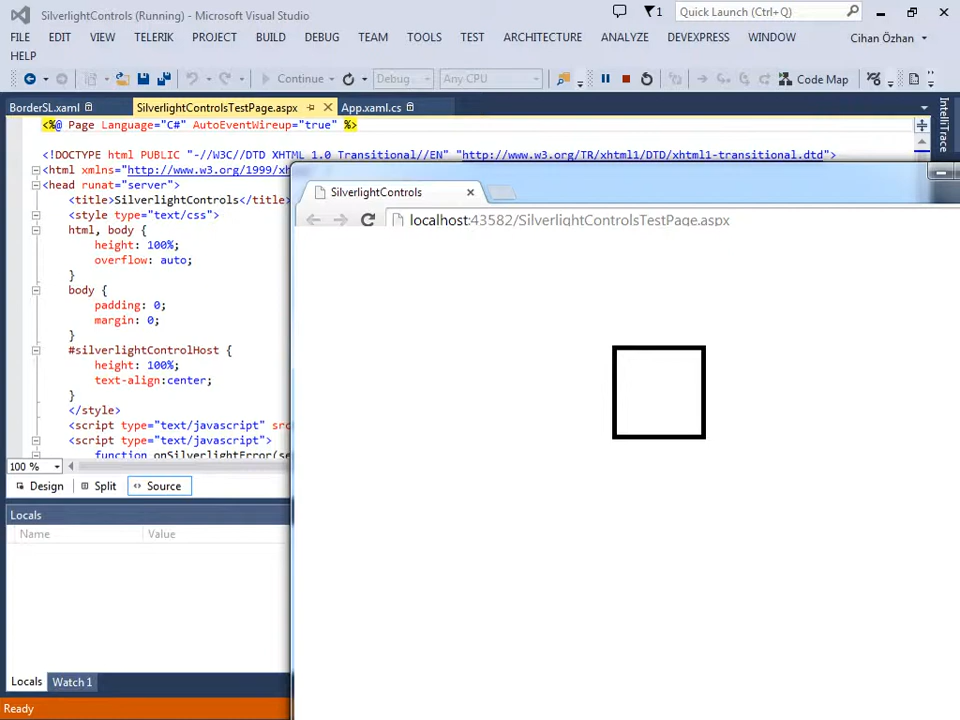 SilverlightControls (Running) - Microsoft Visual Studio
1
Quick Launch (Ctrl+Q)
FILE EDIT VIEW TELERIK PROJECT BUILD DEBUG TEAM TOOLS TEST ARCHITECTURE ANALYZE DEVEXPRESS WINDOW
Cihan Özhan
HELP
Continue
Debug
Any CPU
Code Map
BorderSL.xaml
SilverlightControlsTestPage.aspx
App.xaml.cs
IntelliTrace
<%@ Page Language="C#" AutoEventWireup="true" %>
<!DOCTYPE html PUBLIC "-//W3C//DTD XHTML 1.0 Transitional//EN" "http://www.w3.org/TR/xhtml1/DTD/xhtml1-transitional.dtd">
<html xmlns="http://www.w3.org/1999/xh
<head runat="server">
<title>SilverlightControls</title>
<style type="text/css">
html, body {
height: 100%;
overflow: auto;
}
body {
padding: 0;
margin: 0;
}
#silverlightControlHost {
height: 100%;
text-align:center;
}
</style>
<script type="text/javascript" src
<script type="text/javascript">
function onSilverlightError(se
100 %
Design
Split
Source
Locals
Name
Value
Locals
Watch 1
Ready
SilverlightControls
localhost:43582/SilverlightControlsTestPage.aspx